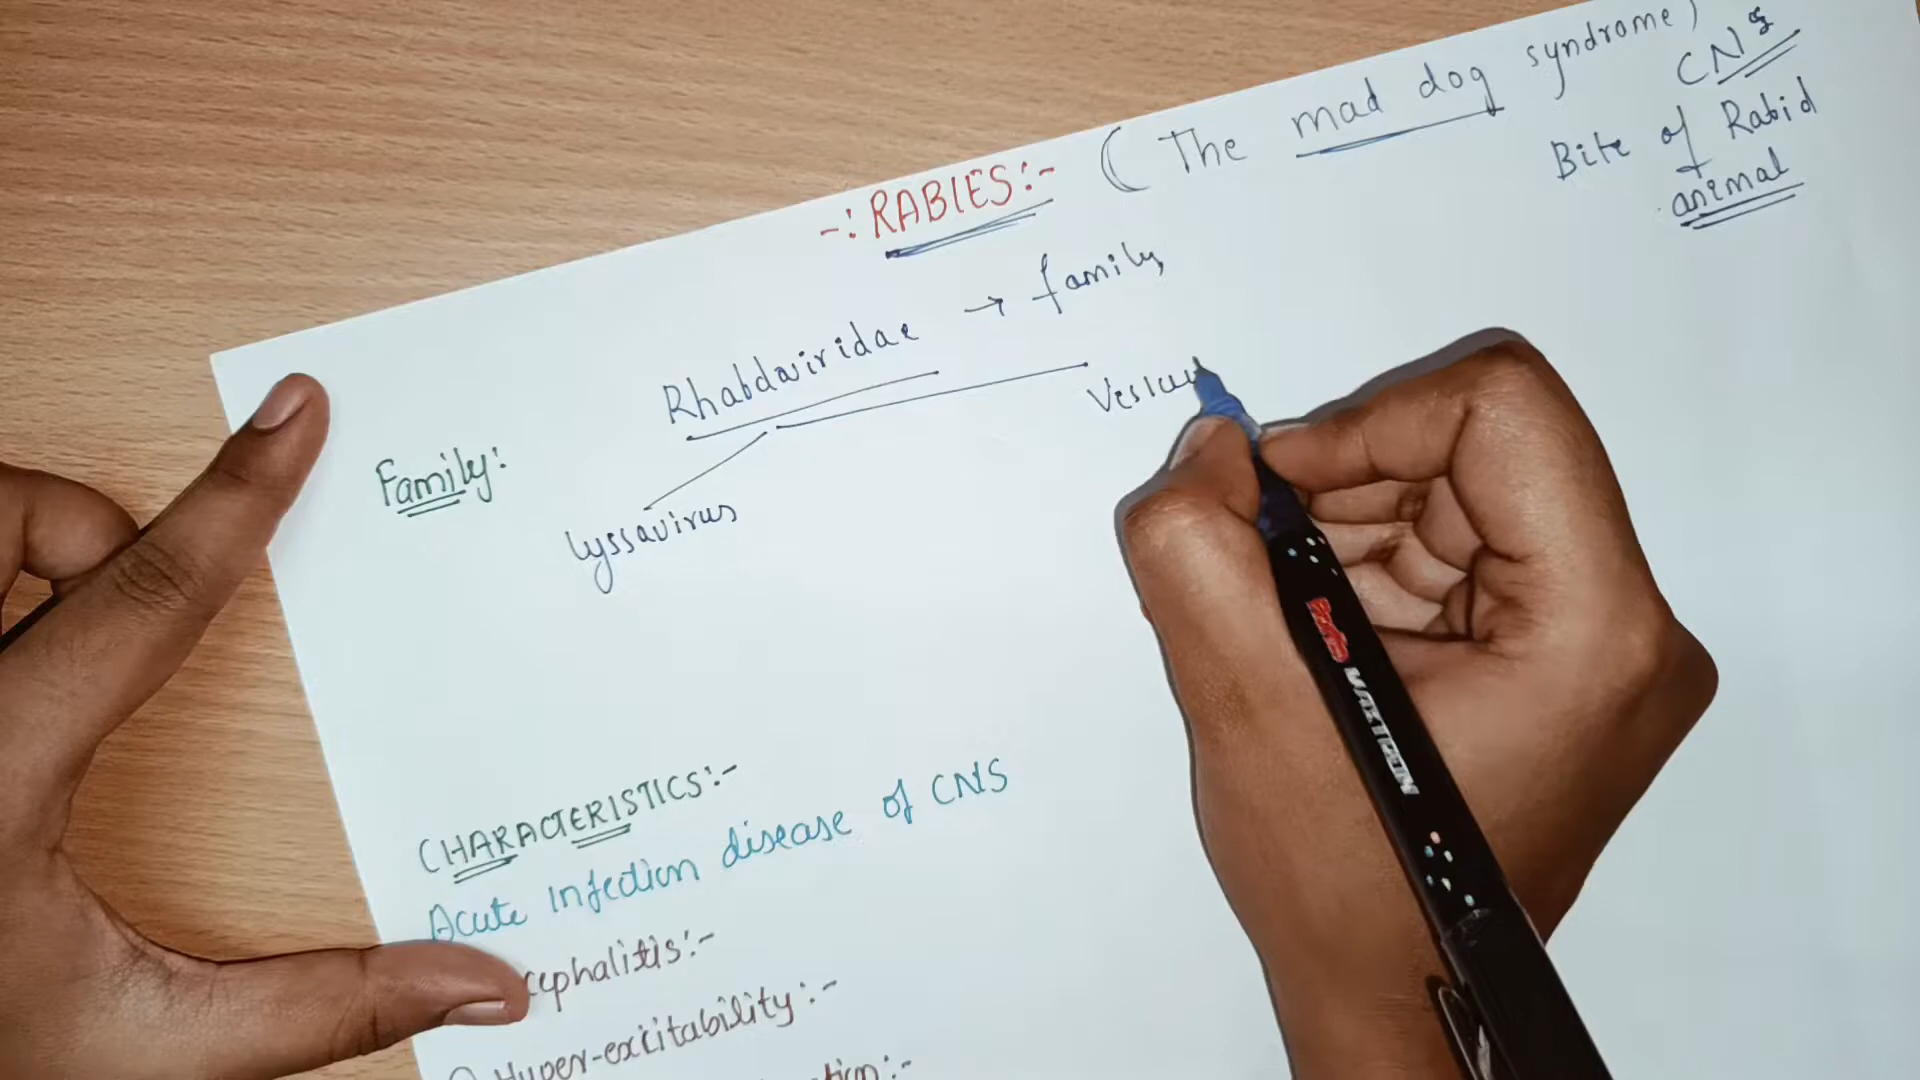 -: RABIES:- (The mad dog syndrome)
CNS
Bite of Rabid
animal
Rhabdaviridae → family
Family:
Lyssavirus
CHARACTERISTICS:-
Acute Infection disease of CNS
cephalitis:-
Hyper-excitability:-